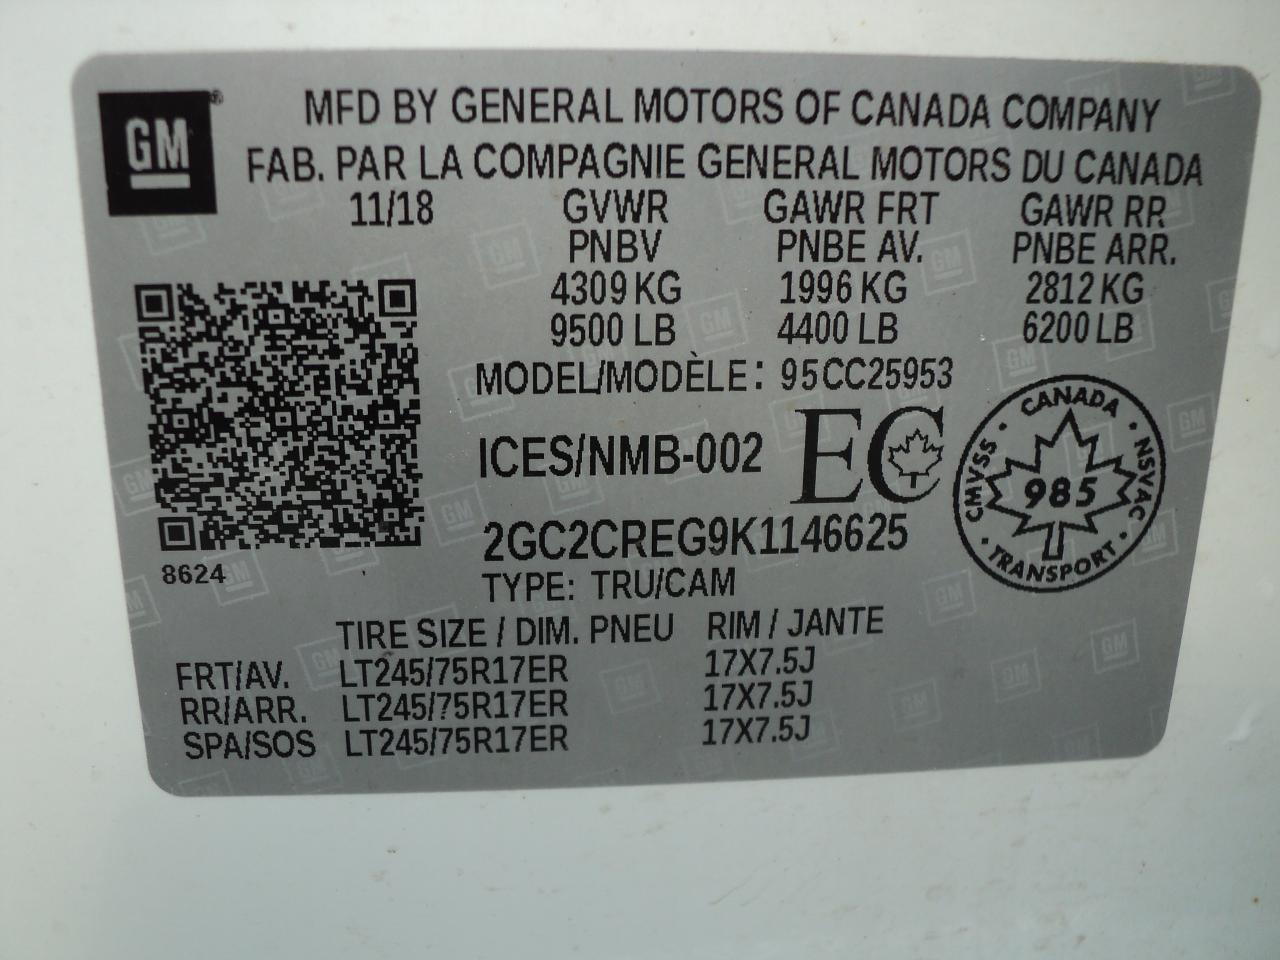 GM ®
MFD BY GENERAL MOTORS OF CANADA COMPANY
FAB. PAR LA COMPAGNIE GENERAL MOTORS DU CANADA
11/18 GVWR GAWR FRT GAWR RR
PNBV PNBE AV. PNBE ARR.
4309 KG 1996 KG 2812 KG
9500 LB 4400 LB 6200 LB
MODEL/MODÈLE: 95CC25953
ICES/NMB-002 EC
CANADA
CMVSS · NSVAC
985
· TRANSPORT ·
2GC2CREG9K1146625
8624
TYPE: TRU/CAM
TIRE SIZE / DIM. PNEU RIM / JANTE
FRT/AV. LT245/75R17ER 17X7.5J
RR/ARR. LT245/75R17ER 17X7.5J
SPA/SOS LT245/75R17ER 17X7.5J